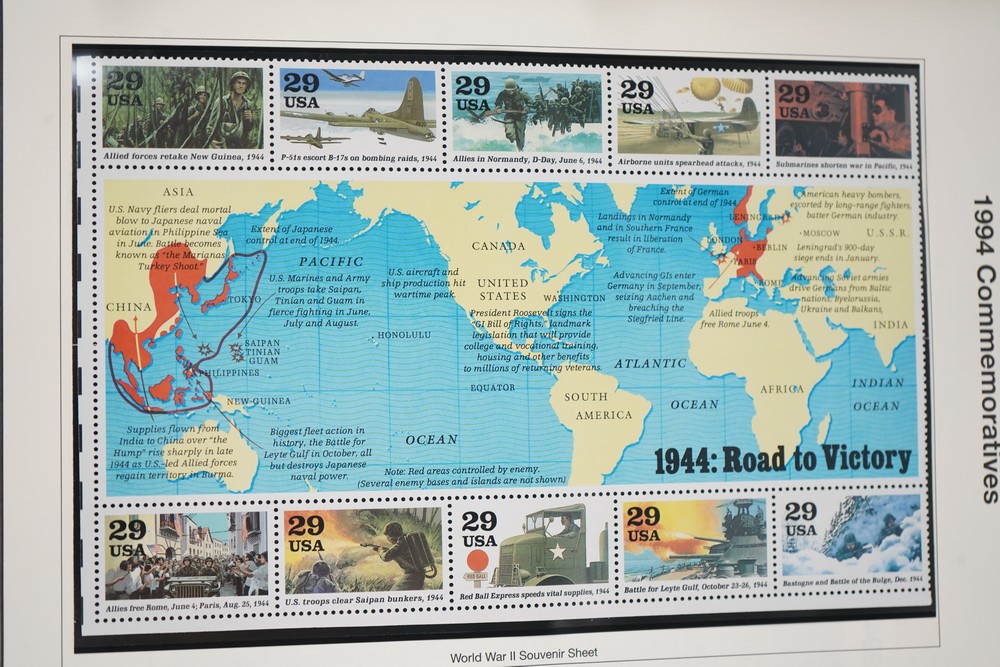 29
USA
Allied forces retake New Guinea, 1944
29
USA
P-51s escort B-17s on bombing raids, 1944
29
USA
Allies in Normandy, D-Day, June 6, 1944
29
USA
Airborne units spearhead attacks, 1944
29
USA
Submarines shorten war in Pacific, 1944
ASIA
U.S. Navy fliers deal mortal
blow to Japanese naval
aviation in Philippine Sea
in June. Battle becomes
known as "the Marianas
Turkey Shoot."
Extent of Japanese
control at end of 1944.
PACIFIC
U.S. Marines and Army
troops take Saipan,
Tinian and Guam in
fierce fighting in June,
July and August.
CHINA
TOKYO
SAIPAN
TINIAN
GUAM
PHILIPPINES
NEW GUINEA
U.S. aircraft and
ship production hit
wartime peak.
HONOLULU
CANADA
UNITED
STATES
WASHINGTON
President Roosevelt signs the
GI Bill of Rights, landmark
legislation that will provide
college and vocational training,
housing and other benefits
to millions of returning veterans.
EQUATOR
Extent of German
control at end of 1944.
Landings in Normandy
and in Southern France
result in liberation
of France.
Advancing GIs enter
Germany in September,
seizing Aachen and
breaching the
Siegfried Line.
LENINGRAD
LONDON
BERLIN
PARIS
ROME
MOSCOW
U.S.S.R.
American heavy bombers,
escorted by long-range fighters,
batter German industry.
Leningrad's 900-day
siege ends in January.
Advancing Soviet armies
drive Germans from Baltic
nations, Byelorussia,
Ukraine and Balkans.
Allied troops
free Rome June 4.
INDIA
ATLANTIC
OCEAN
AFRICA
INDIAN
OCEAN
SOUTH
AMERICA
Supplies flown from
India to China over "the
Hump" rise sharply in late
1944 as U.S.-led Allied forces
regain territory in Burma.
Biggest fleet action in
history, the Battle for
Leyte Gulf in October, all
but destroys Japanese
naval power.
OCEAN
Note: Red areas controlled by enemy.
(Several enemy bases and islands are not shown)
1944: Road to Victory
29
USA
Allies free Rome, June 4; Paris, Aug. 25, 1944
29
USA
U.S. troops clear Saipan bunkers, 1944
29
USA
RED BALL
Red Ball Express speeds vital supplies, 1944
29
USA
Battle for Leyte Gulf, October 23-26, 1944
29
USA
Bastogne and Battle of the Bulge, Dec. 1944
World War II Souvenir Sheet
1994 Commemoratives